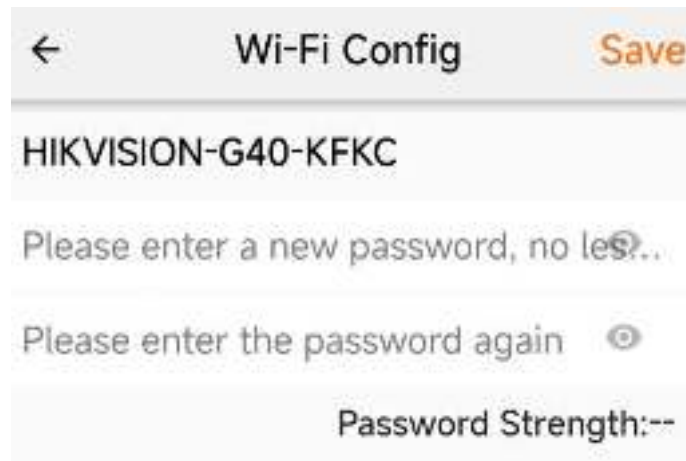 Wi-Fi Config Save
HIKVISION-G40-KFKC
Please enter a new password, no les...
Please enter the password again
Password Strength:--